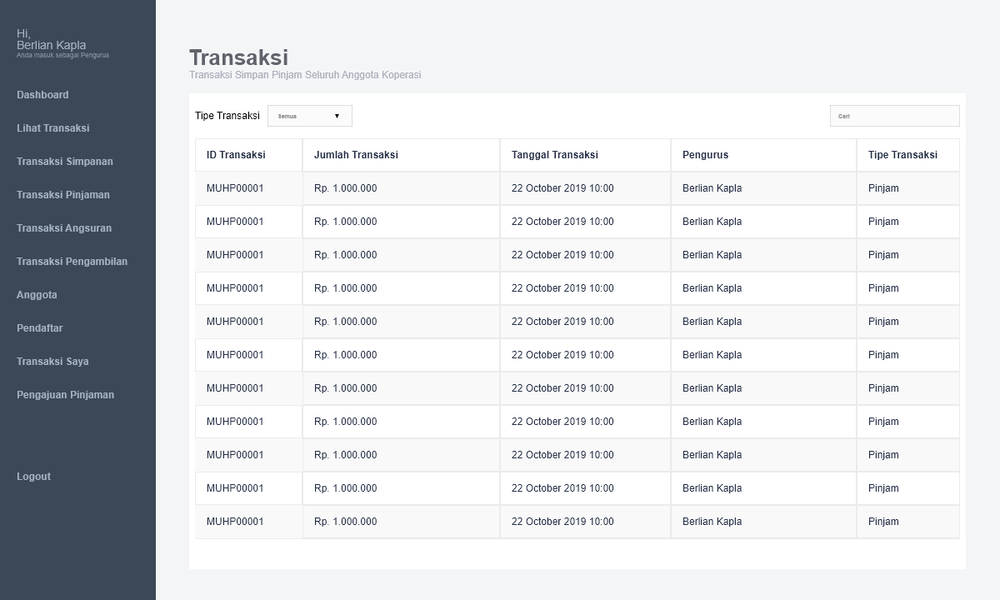 Hi,
Berlian Kapla
Anda masuk sebagai Pengurus
Dashboard
Lihat Transaksi
Transaksi Simpanan
Transaksi Pinjaman
Transaksi Angsuran
Transaksi Pengambilan
Anggota
Pendaftar
Transaksi Saya
Pengajuan Pinjaman
Logout
Transaksi
Transaksi Simpan Pinjam Seluruh Anggota Koperasi
Tipe Transaksi Semua ▼ Cari
ID Transaksi Jumlah Transaksi Tanggal Transaksi Pengurus Tipe Transaksi
MUHP00001 Rp. 1.000.000 22 October 2019 10:00 Berlian Kapla Pinjam
MUHP00001 Rp. 1.000.000 22 October 2019 10:00 Berlian Kapla Pinjam
MUHP00001 Rp. 1.000.000 22 October 2019 10:00 Berlian Kapla Pinjam
MUHP00001 Rp. 1.000.000 22 October 2019 10:00 Berlian Kapla Pinjam
MUHP00001 Rp. 1.000.000 22 October 2019 10:00 Berlian Kapla Pinjam
MUHP00001 Rp. 1.000.000 22 October 2019 10:00 Berlian Kapla Pinjam
MUHP00001 Rp. 1.000.000 22 October 2019 10:00 Berlian Kapla Pinjam
MUHP00001 Rp. 1.000.000 22 October 2019 10:00 Berlian Kapla Pinjam
MUHP00001 Rp. 1.000.000 22 October 2019 10:00 Berlian Kapla Pinjam
MUHP00001 Rp. 1.000.000 22 October 2019 10:00 Berlian Kapla Pinjam
MUHP00001 Rp. 1.000.000 22 October 2019 10:00 Berlian Kapla Pinjam